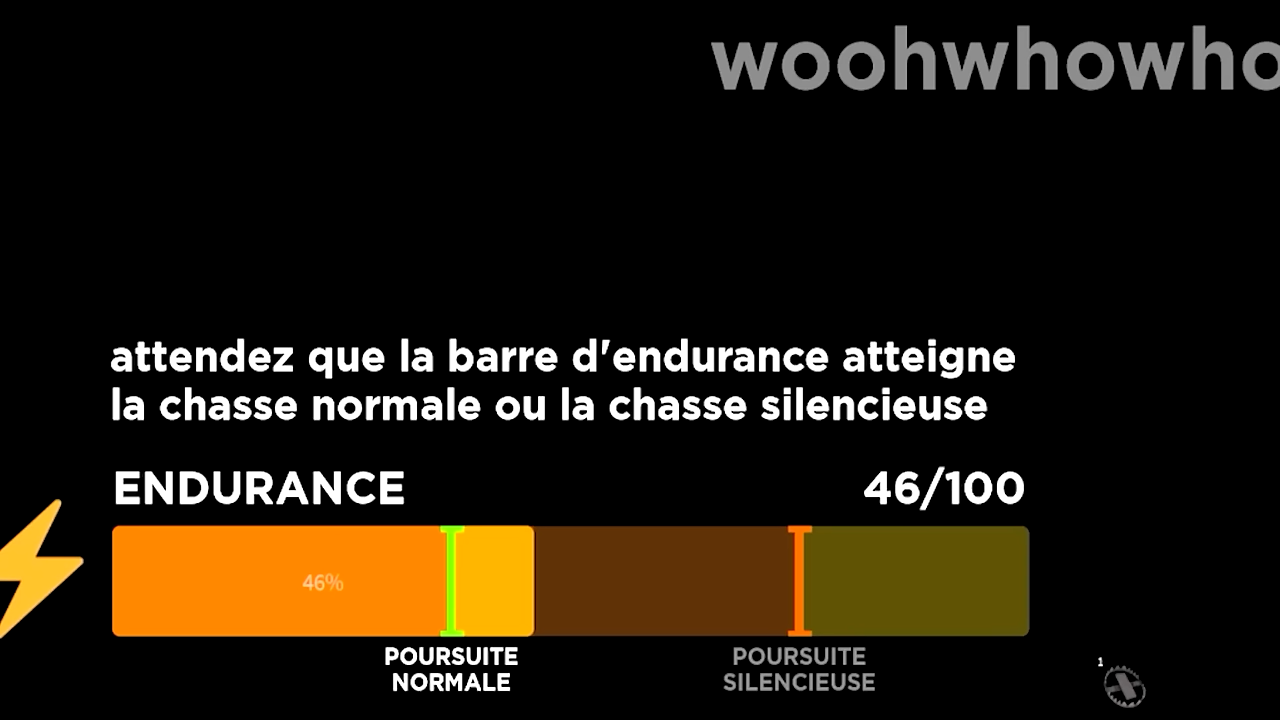 woohwhowho
attendez que la barre d'endurance atteigne
la chasse normale ou la chasse silencieuse
ENDURANCE 46/100
46%
POURSUITE POURSUITE
NORMALE SILENCIEUSE
1